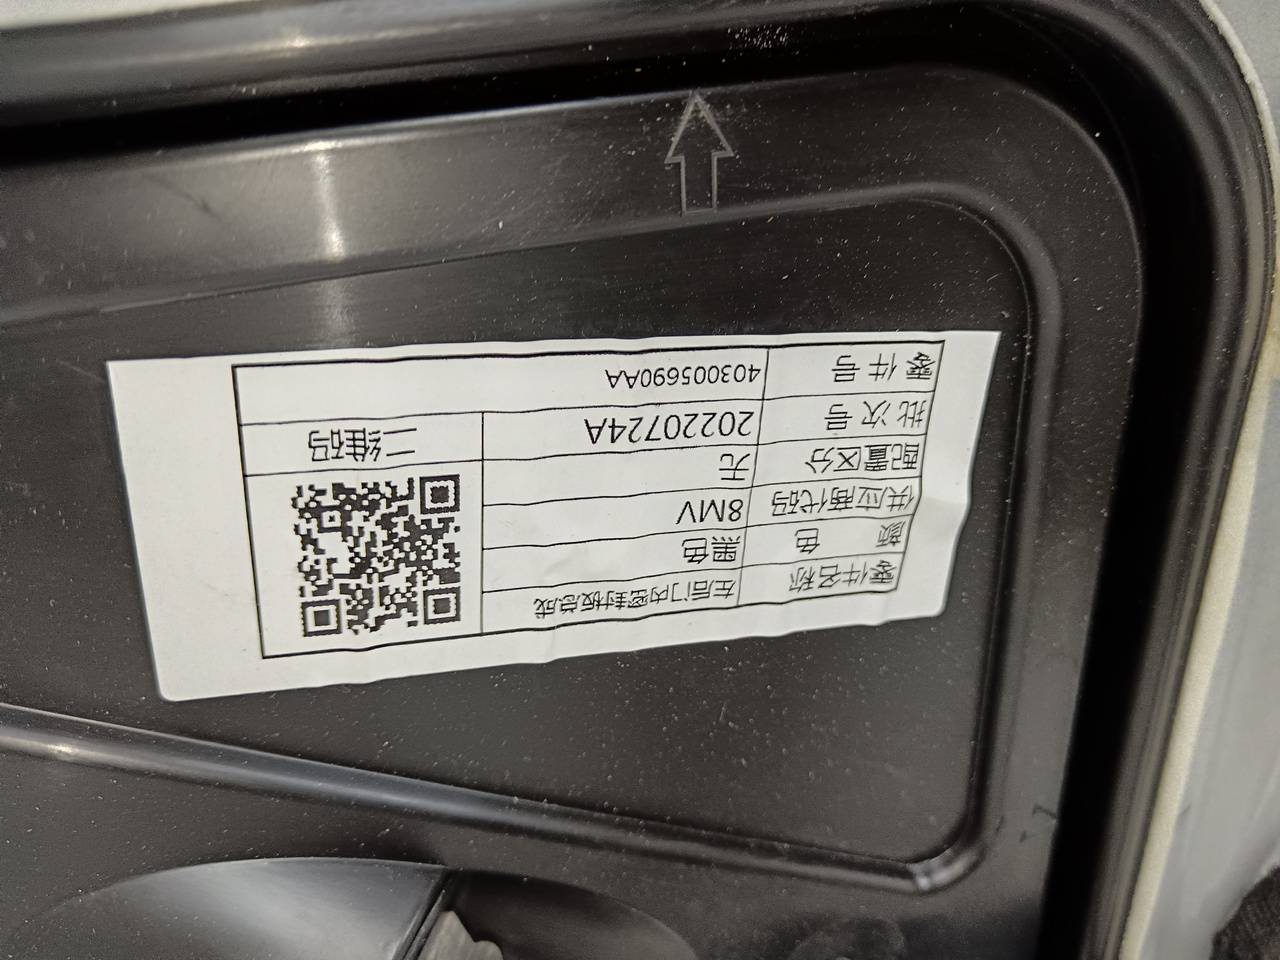 零件号 403005690AA
批次号 20220724A 二维码
配置区分 无
供应商代码 8MV
颜色 黑色
零件名称 左后门内密封板总成